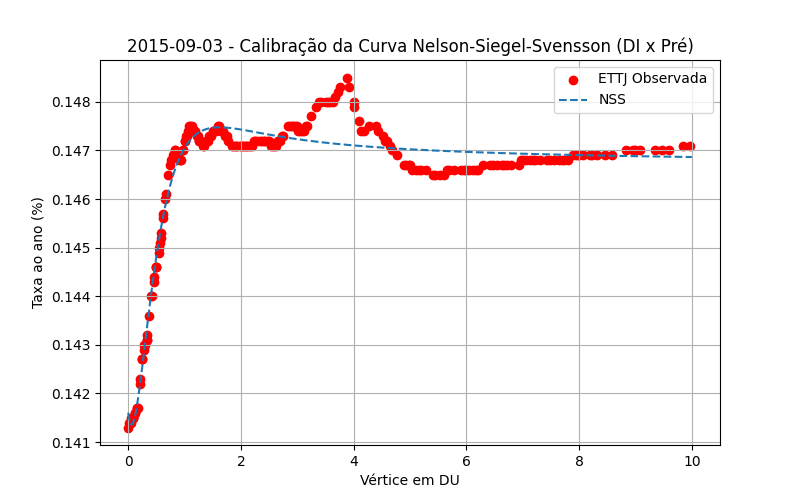 2015-09-03 - Calibração da Curva Nelson-Siegel-Svensson (DI x Pré)
ETTJ Observada
NSS
Taxa ao ano (%)
0.148
0.147
0.146
0.145
0.144
0.143
0.142
0.141
0 2 4 6 8 10
Vértice em DU